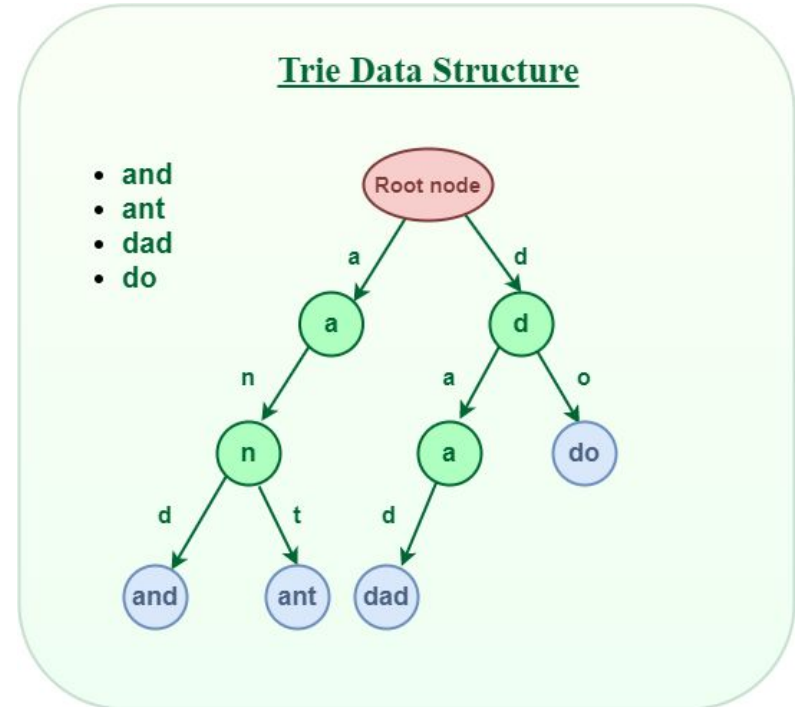 Trie Data Structure
and
ant
dad
do
Root node
a
d
a
d
n
a
o
n
a
do
d
t
d
and
ant
dad